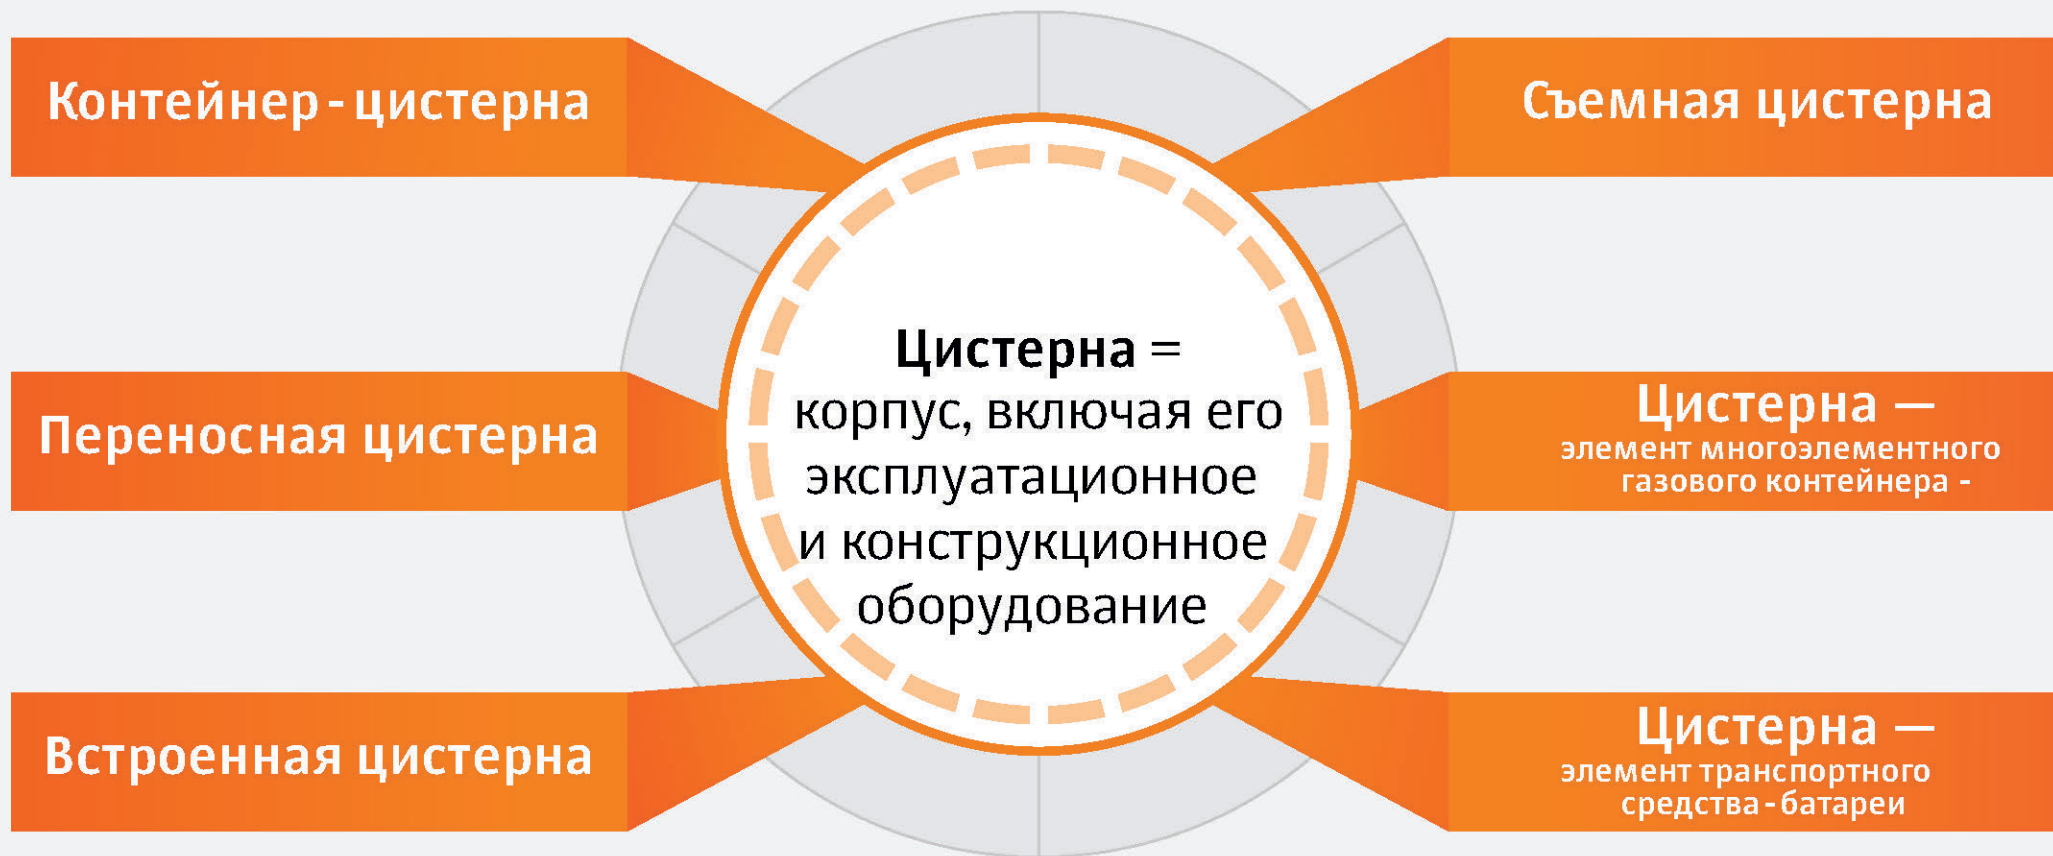 Контейнер - цистерна
Переносная цистерна
Встроенная цистерна
Цистерна =
корпус, включая его
эксплуатационное
и конструкционное
оборудование
Съемная цистерна
Цистерна —
элемент многоэлементного
газового контейнера -
Цистерна —
элемент транспортного
средства - батареи